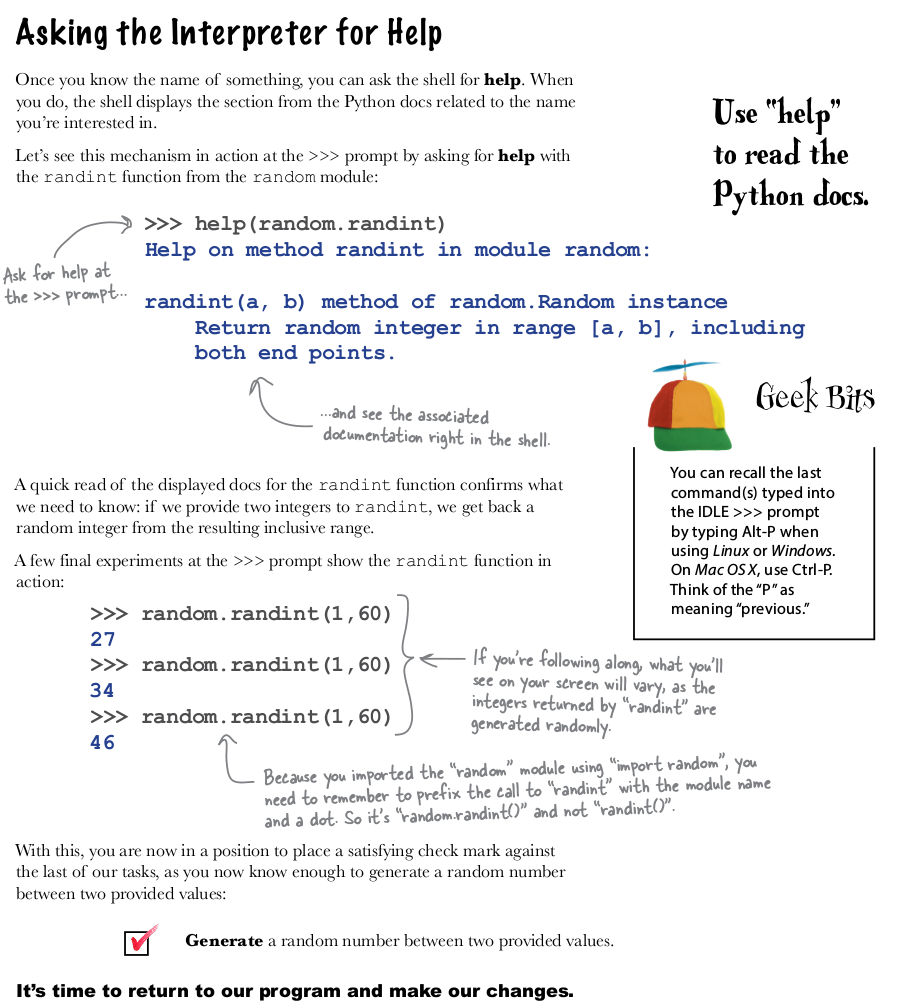 Asking the Interpreter for Help
Once you know the name of something, you can ask the shell for help. When
you do, the shell displays the section from the Python docs related to the name
you’re interested in.
Let’s see this mechanism in action at the >>> prompt by asking for help with
the randint function from the random module:
Use “help”
to read the
Python docs.
>>> help(random.randint)
Help on method randint in module random:
Ask for help at
the >>> prompt...
randint(a, b) method of random.Random instance
Return random integer in range [a, b], including
both end points.
...and see the associated
documentation right in the shell.
Geek Bits
You can recall the last
command(s) typed into
the IDLE >>> prompt
by typing Alt-P when
using Linux or Windows.
On Mac OS X, use Ctrl-P.
Think of the “P” as
meaning “previous.”
A quick read of the displayed docs for the randint function confirms what
we need to know: if we provide two integers to randint, we get back a
random integer from the resulting inclusive range.
A few final experiments at the >>> prompt show the randint function in
action:
>>> random.randint(1,60)
27
>>> random.randint(1,60)
34
>>> random.randint(1,60)
46
If you’re following along, what you’ll
see on your screen will vary, as the
integers returned by “randint” are
generated randomly.
Because you imported the “random” module using “import random”, you
need to remember to prefix the call to “randint” with the module name
and a dot. So it’s “random.randint()” and not “randint()”.
With this, you are now in a position to place a satisfying check mark against
the last of our tasks, as you now know enough to generate a random number
between two provided values:
Generate a random number between two provided values.
It’s time to return to our program and make our changes.